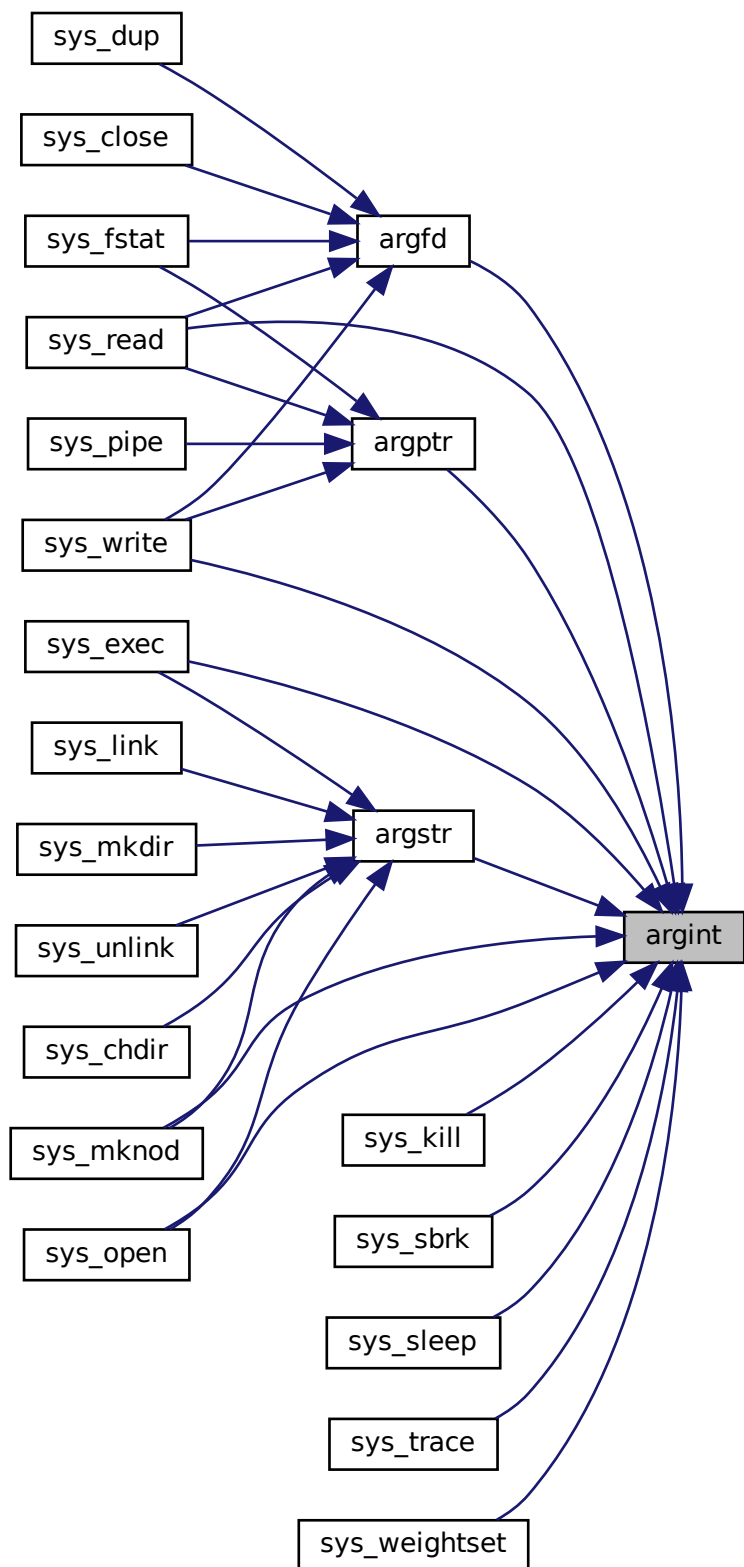 sys_dup
sys_close
sys_fstat
argfd
sys_read
sys_pipe
argptr
sys_write
sys_exec
sys_link
sys_mkdir
argstr
sys_unlink
argint
sys_chdir
sys_mknod
sys_kill
sys_open
sys_sbrk
sys_sleep
sys_trace
sys_weightset